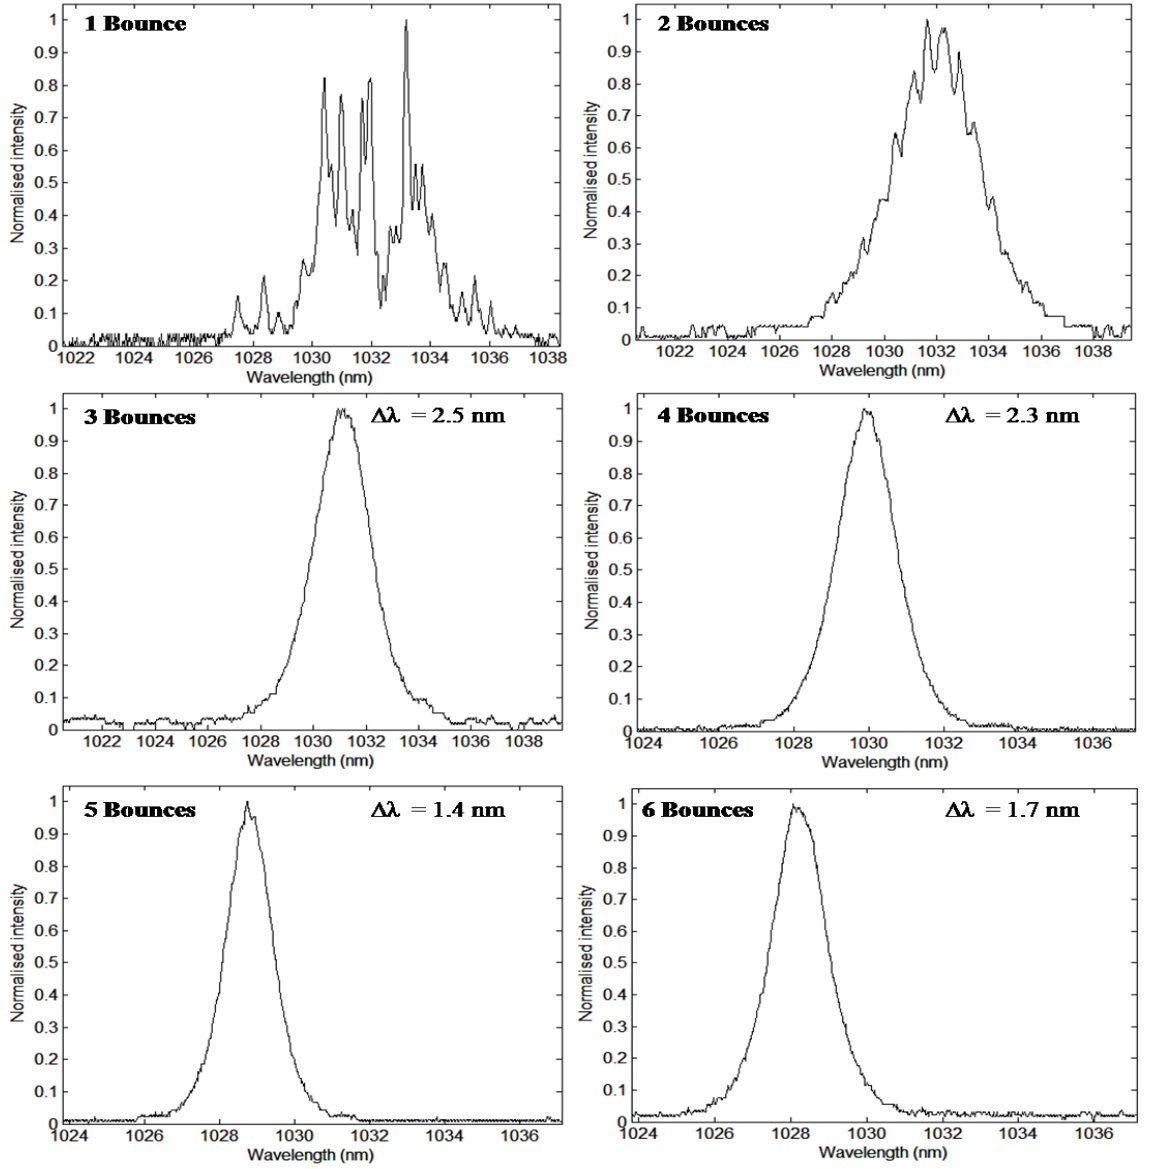 1 Bounce
Normalised intensity
1
0.9
0.8
0.7
0.6
0.5
0.4
0.3
0.2
0.1
0
1022 1024 1026 1028 1030 1032 1034 1036 1038
Wavelength (nm)
2 Bounces
Normalised intensity
1
0.9
0.8
0.7
0.6
0.5
0.4
0.3
0.2
0.1
0
1022 1024 1026 1028 1030 1032 1034 1036 1038
Wavelength (nm)
3 Bounces
Δλ = 2.5 nm
Normalised intensity
1
0.9
0.8
0.7
0.6
0.5
0.4
0.3
0.2
0.1
0
1022 1024 1026 1028 1030 1032 1034 1036 1038
Wavelength (nm)
4 Bounces
Δλ = 2.3 nm
Normalised intensity
1
0.9
0.8
0.7
0.6
0.5
0.4
0.3
0.2
0.1
0
1024 1026 1028 1030 1032 1034 1036
Wavelength (nm)
5 Bounces
Δλ = 1.4 nm
Normalised intensity
1
0.9
0.8
0.7
0.6
0.5
0.4
0.3
0.2
0.1
0
1024 1026 1028 1030 1032 1034 1036
Wavelength (nm)
6 Bounces
Δλ = 1.7 nm
Normalised intensity
1
0.9
0.8
0.7
0.6
0.5
0.4
0.3
0.2
0.1
0
1024 1026 1028 1030 1032 1034 1036
Wavelength (nm)